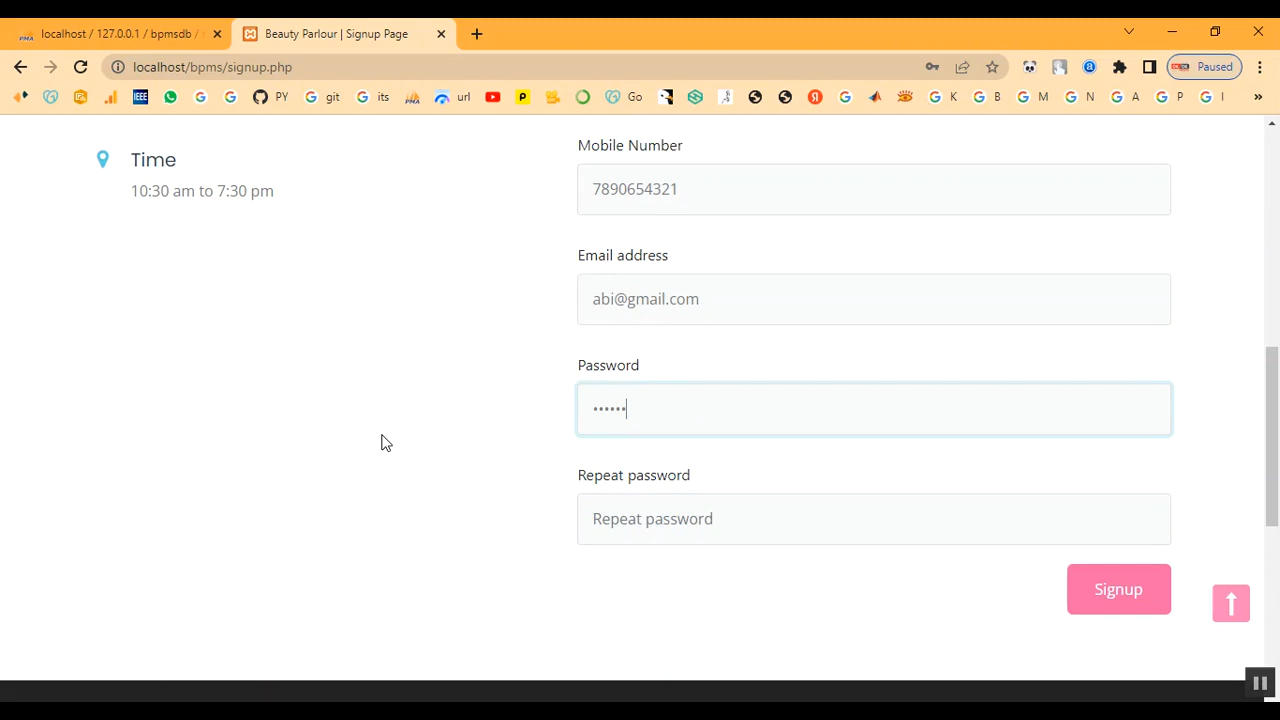 localhost / 127.0.0.1 / bpmsdb /
Beauty Parlour | Signup Page
localhost/bpms/signup.php
Paused
IEEE
PY
git
its
url
Go
K
B
M
N
A
P
I
Time
10:30 am to 7:30 pm
Mobile Number
7890654321
Email address
abi@gmail.com
Password
••••••
Repeat password
Repeat password
Signup